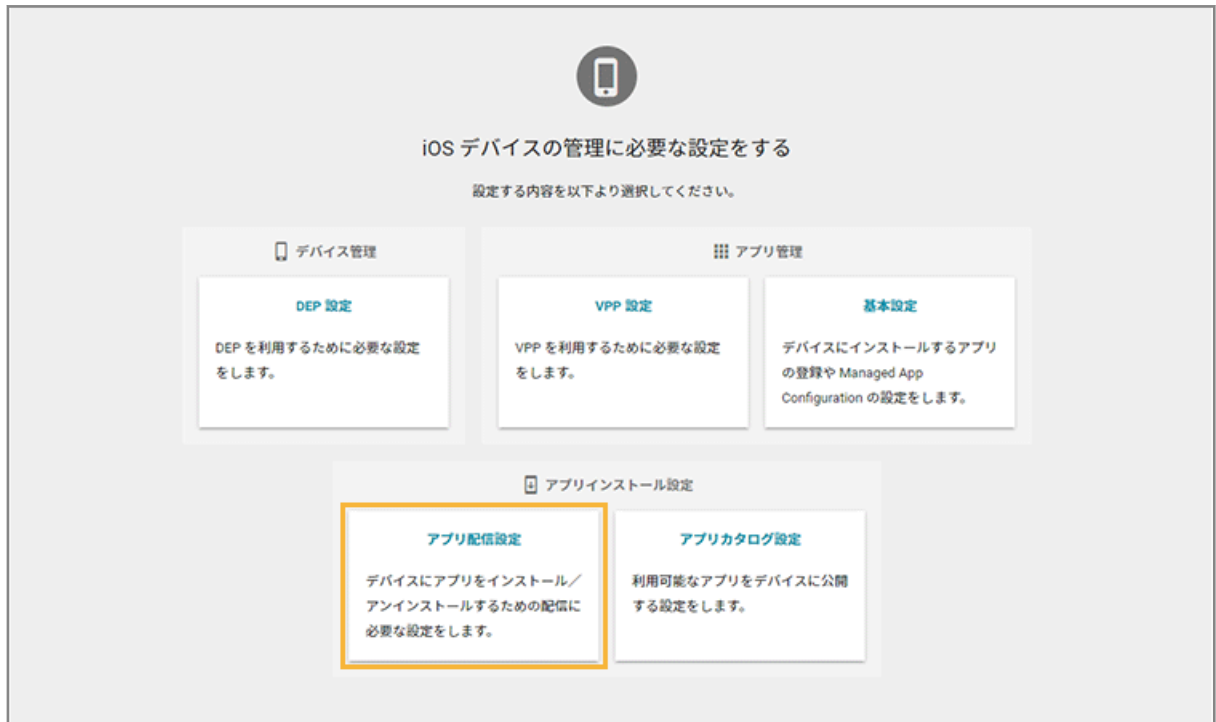 iOS デバイスの管理に必要な設定をする
設定する内容を以下より選択してください。
デバイス管理
DEP 設定
DEP を利用するために必要な設定
をします。
アプリ管理
VPP 設定
VPP を利用するために必要な設定
をします。
基本設定
デバイスにインストールするアプリ
の登録や Managed App
Configuration の設定をします。
アプリインストール設定
アプリ配信設定
デバイスにアプリをインストール／
アンインストールするための配信に
必要な設定をします。
アプリカタログ設定
利用可能なアプリをデバイスに公開
する設定をします。